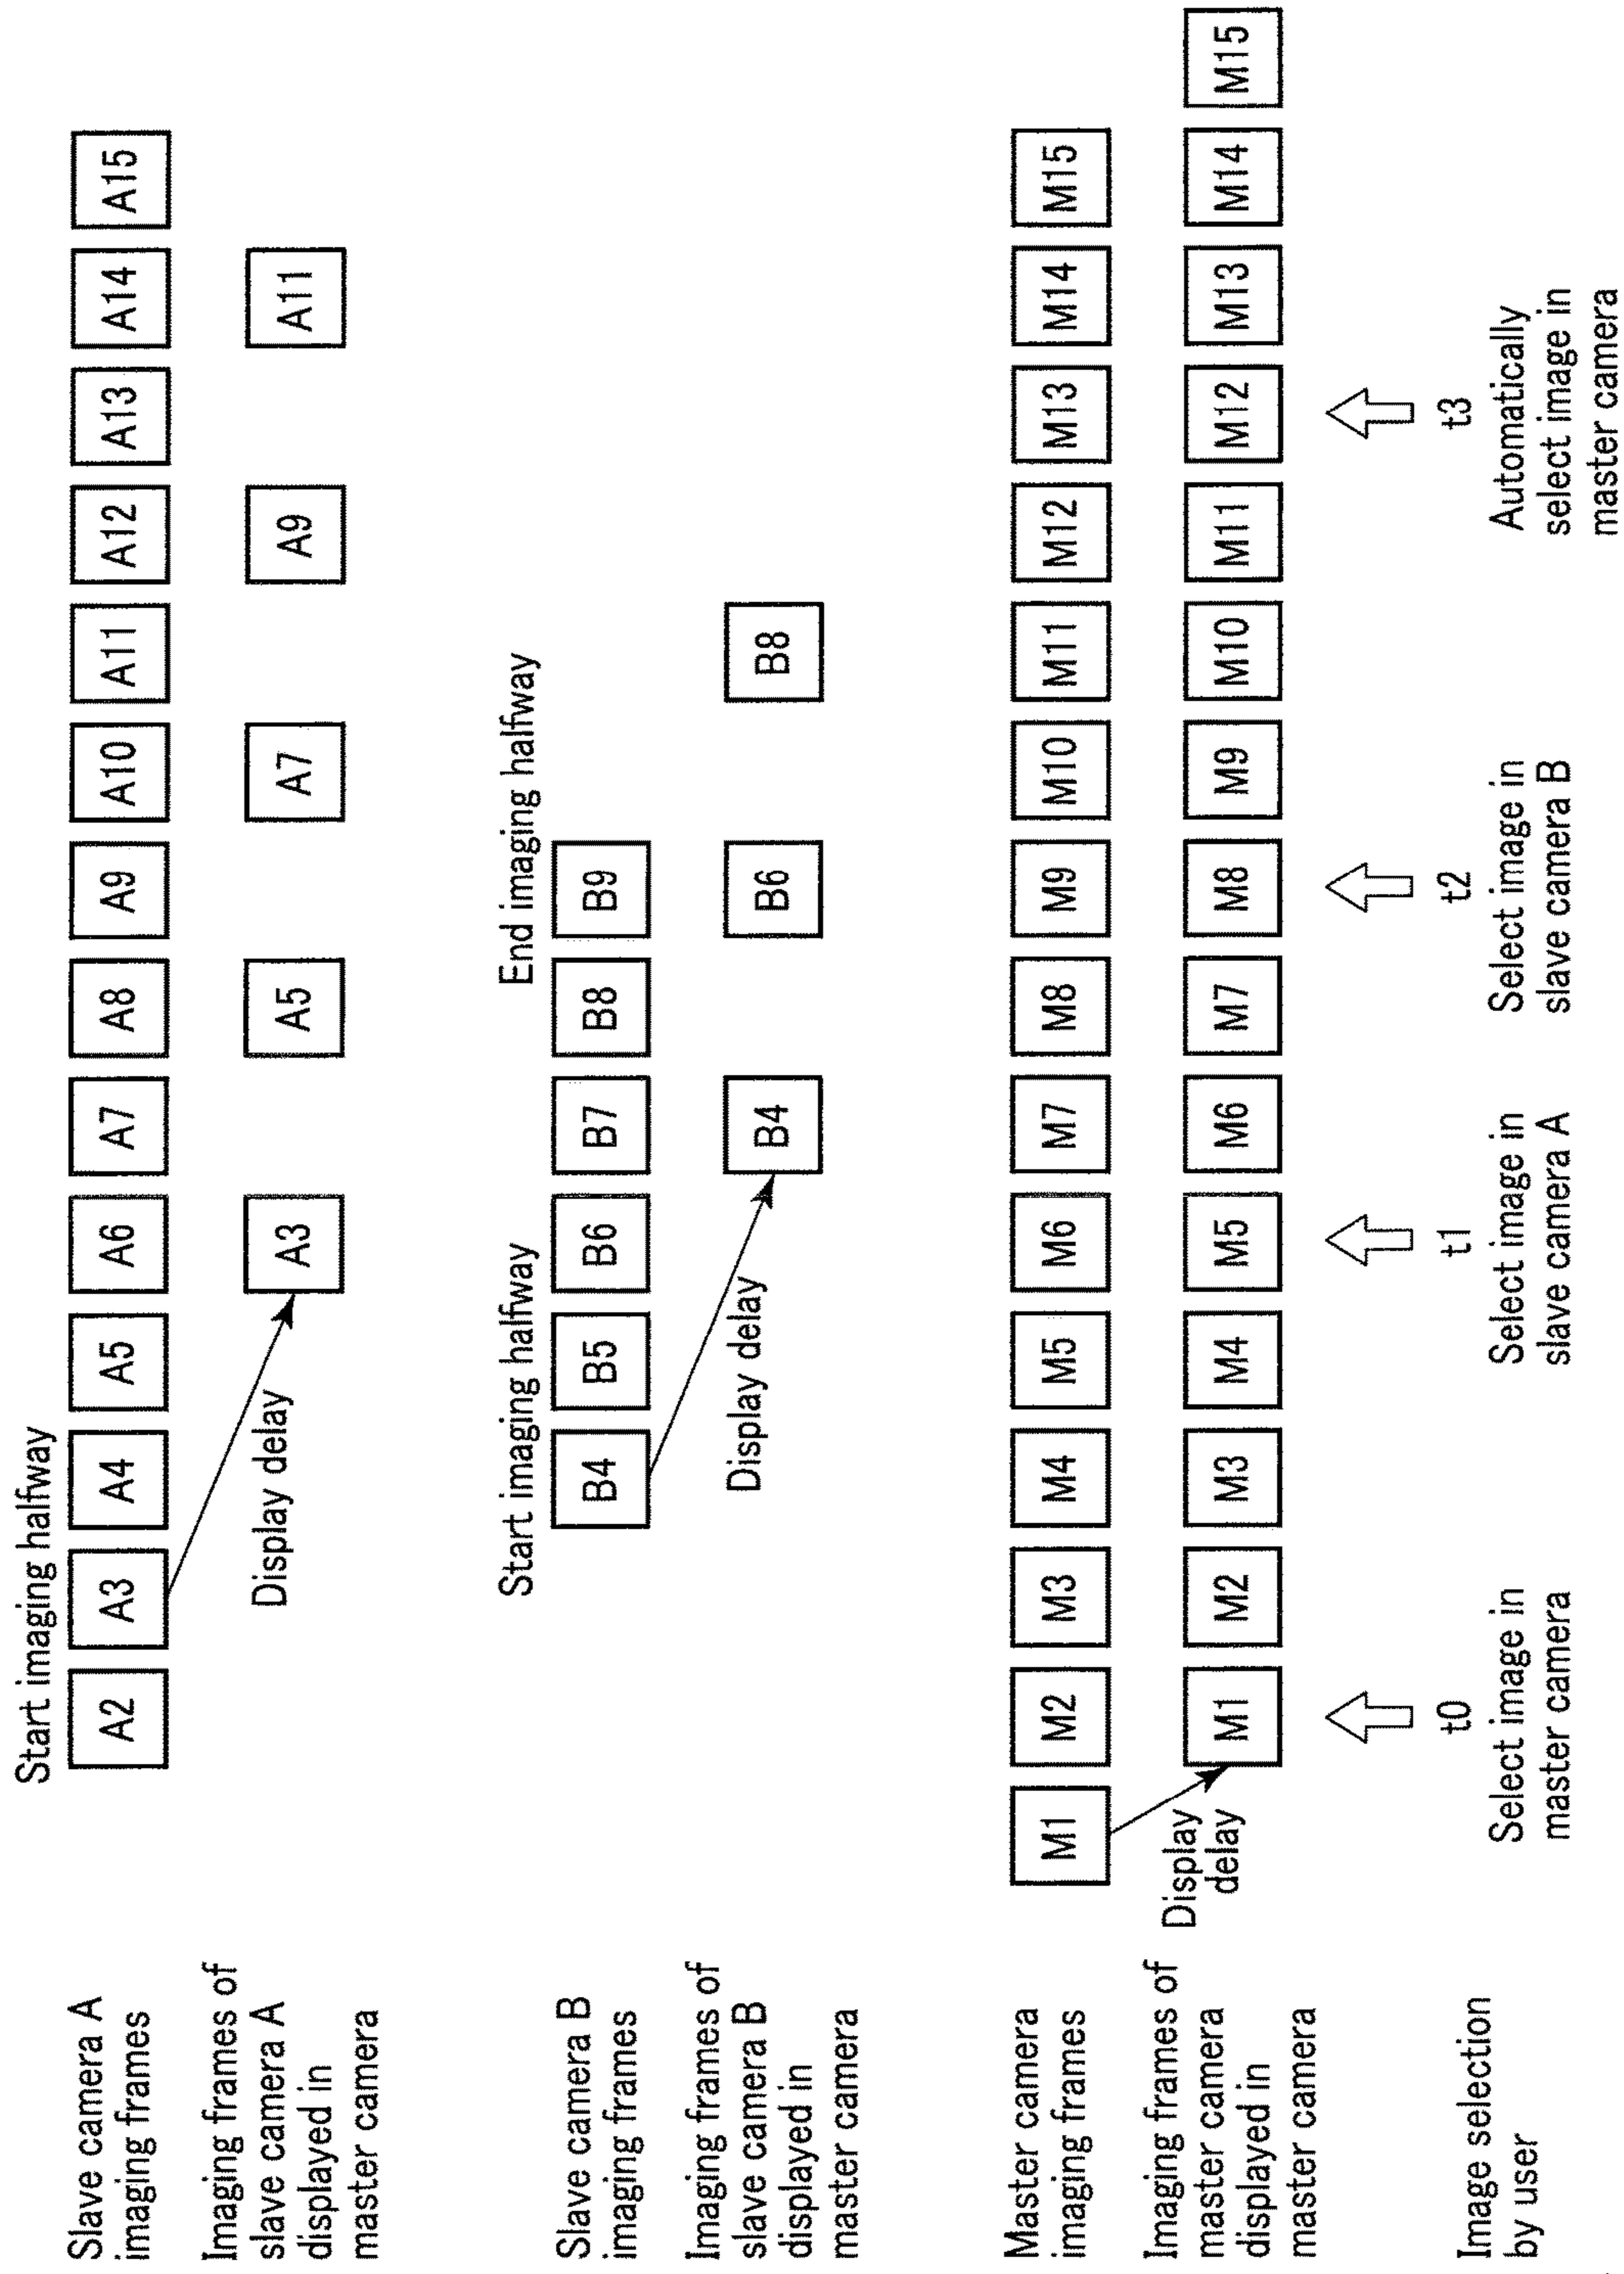 Slave camera A
imaging frames
Start imaging halfway
A2 A3 A4 A5 A6 A7 A8 A9 A10 A11 A12 A13 A14 A15
Imaging frames of
slave camera A
displayed in
master camera
Display delay
A3 A5 A7 A9 A11
Slave camera B
imaging frames
Start imaging halfway
End imaging halfway
B4 B5 B6 B7 B8 B9
Imaging frames of
slave camera B
displayed in
master camera
Display delay
B4 B6 B8
Master camera
imaging frames
M1 M2 M3 M4 M5 M6 M7 M8 M9 M10 M11 M12 M13 M14 M15
Imaging frames of
master camera
displayed in
master camera
Display
delay
M1 M2 M3 M4 M5 M6 M7 M8 M9 M10 M11 M12 M13 M14 M15
Image selection
by user
t0
Select image in
master camera
t1
Select image in
slave camera A
t2
Select image in
slave camera B
t3
Automatically
select image in
master camera